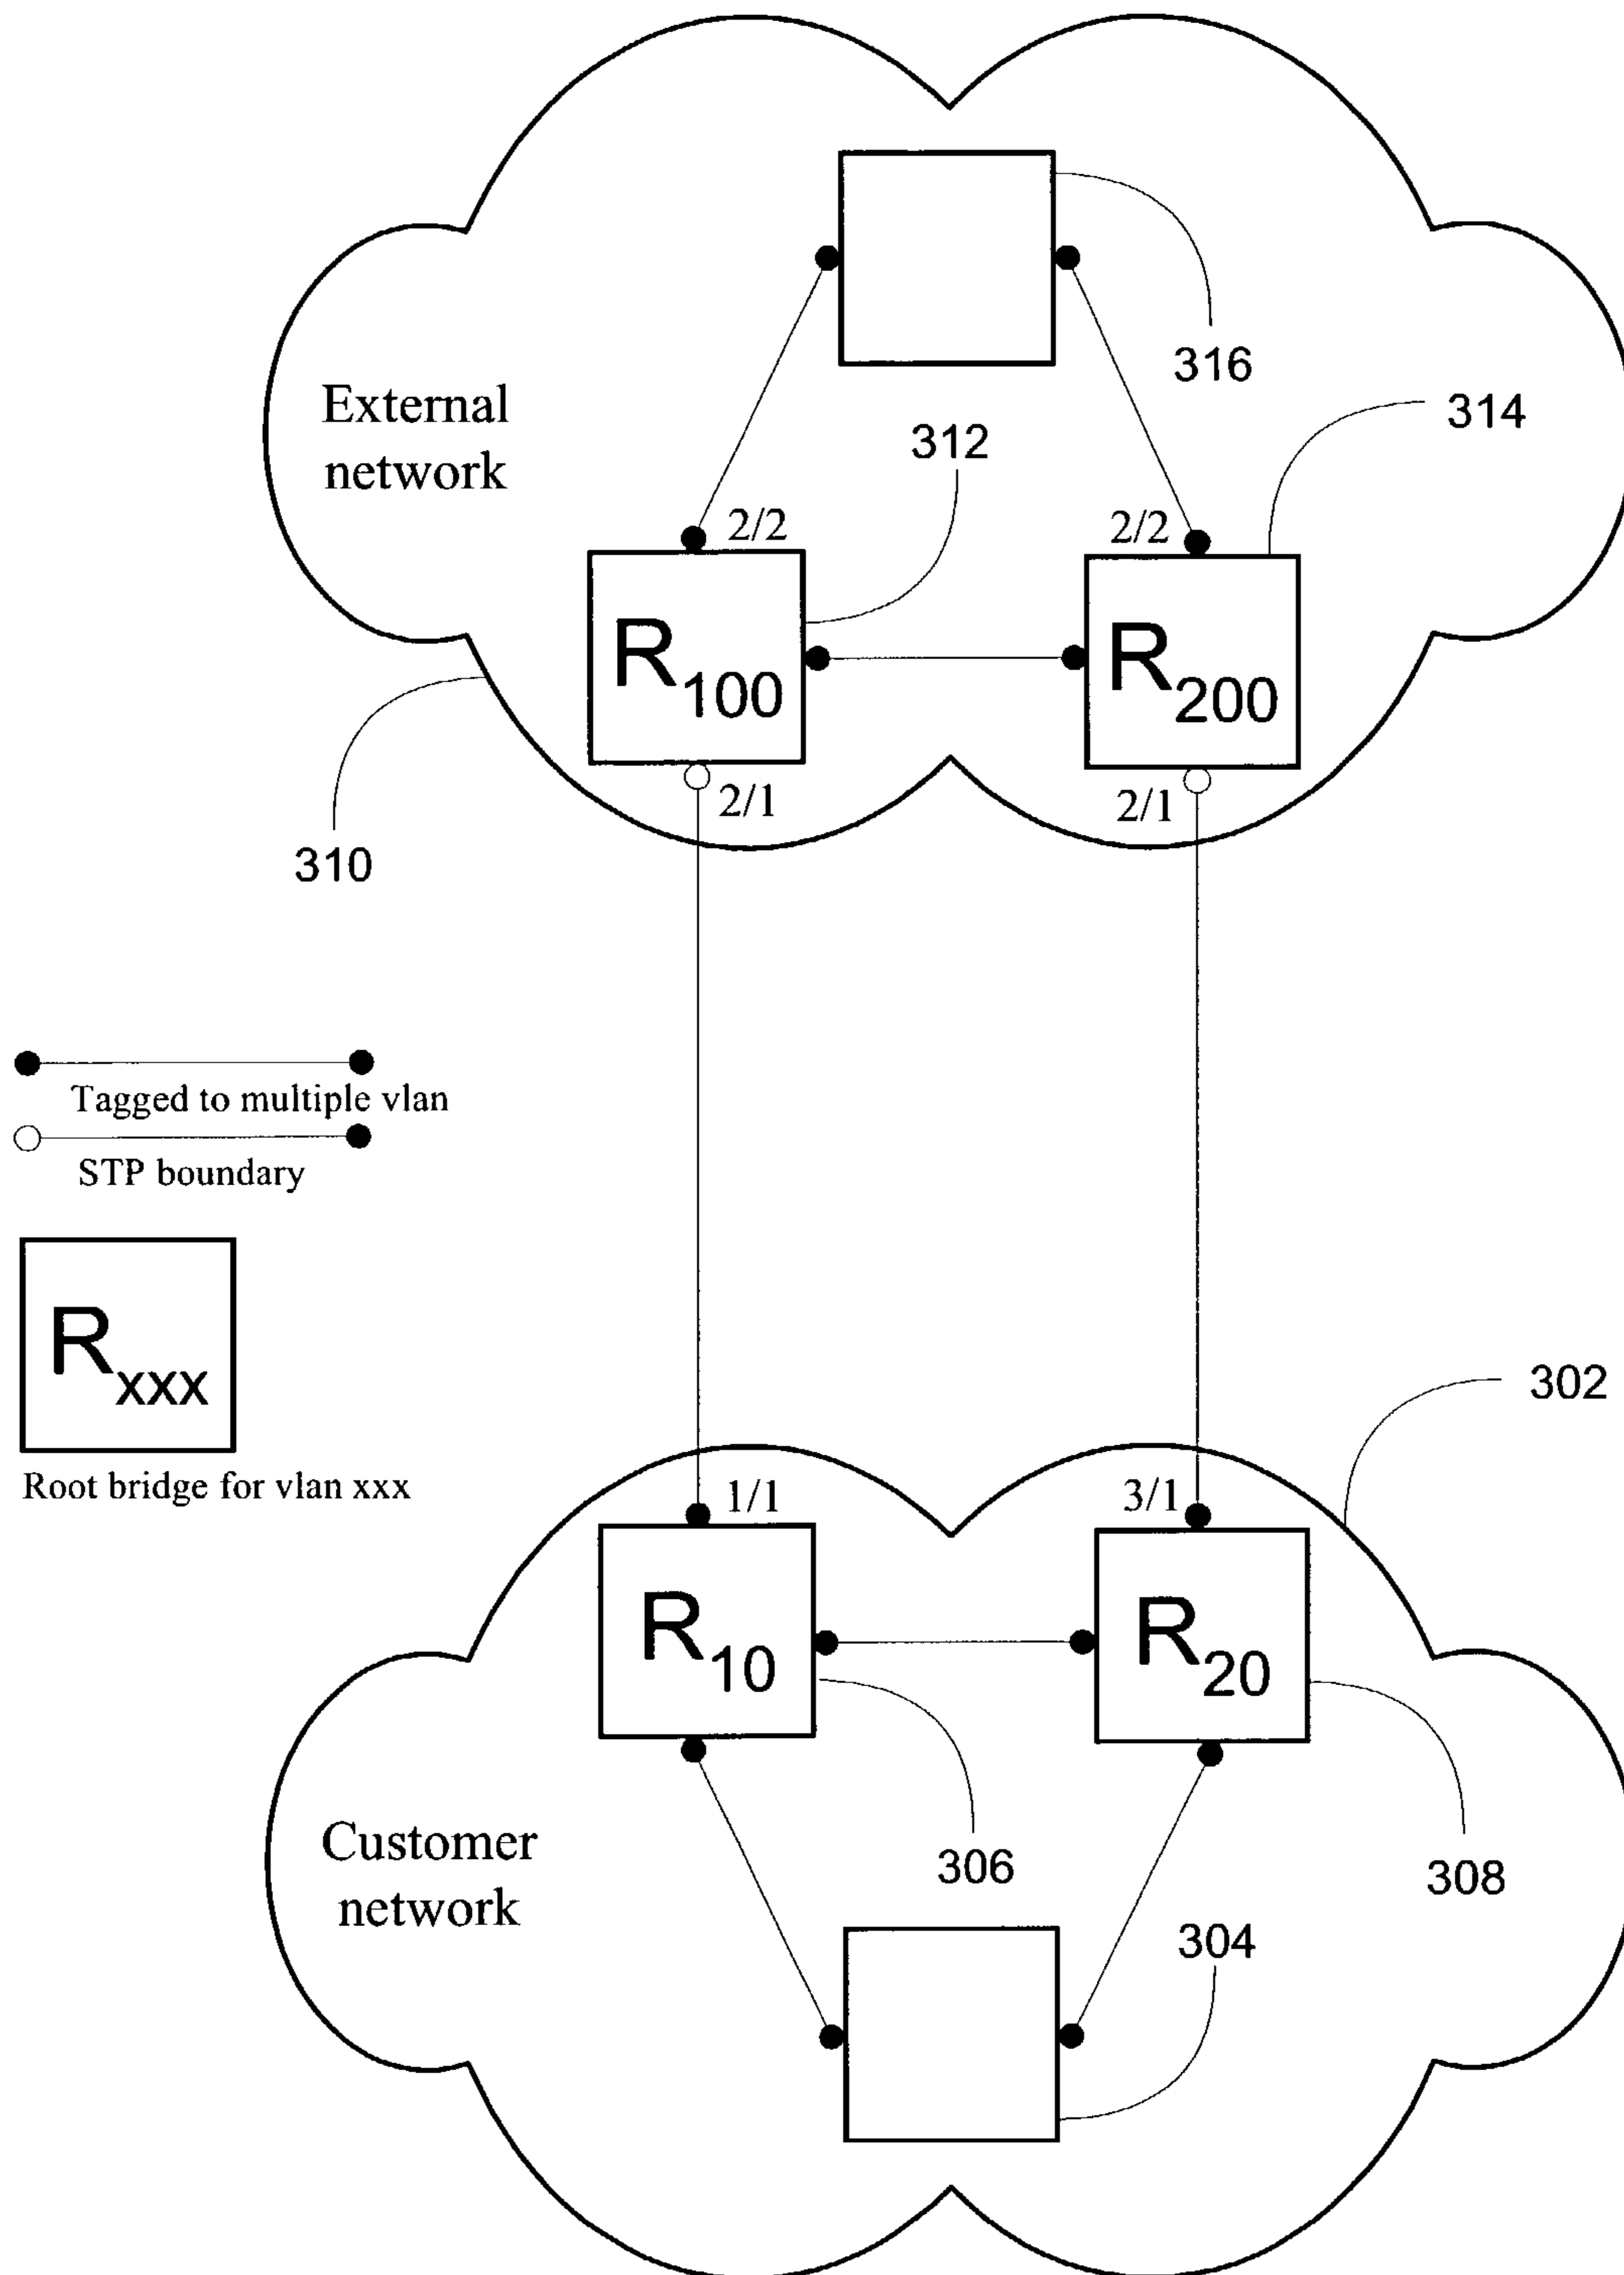 316
External
network
314
312
2/2
2/2
R100
R200
2/1
2/1
310
Tagged to multiple vlan
STP boundary
Rxxx
Root bridge for vlan xxx
302
1/1
3/1
R10
R20
Customer
network
306
308
304